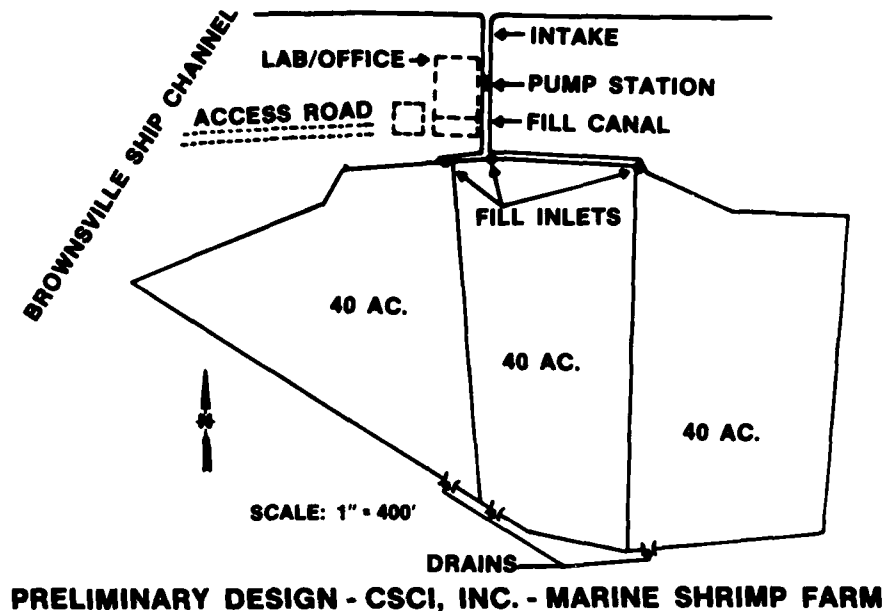 INTAKE
LAB/OFFICE
PUMP STATION
ACCESS ROAD
FILL CANAL
BROWNSVILLE SHIP CHANNEL
FILL INLETS
40 AC.
40 AC.
40 AC.
N
SCALE: 1" = 400'
DRAINS
PRELIMINARY DESIGN - CSCI, INC. - MARINE SHRIMP FARM